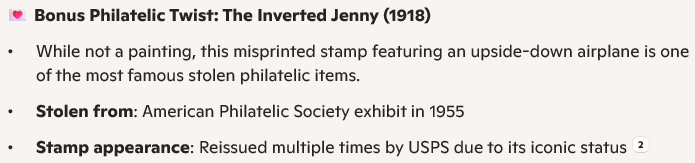 💌 Bonus Philatelic Twist: The Inverted Jenny (1918)
• While not a painting, this misprinted stamp featuring an upside-down airplane is one
of the most famous stolen philatelic items.
• Stolen from: American Philatelic Society exhibit in 1955
• Stamp appearance: Reissued multiple times by USPS due to its iconic status 2